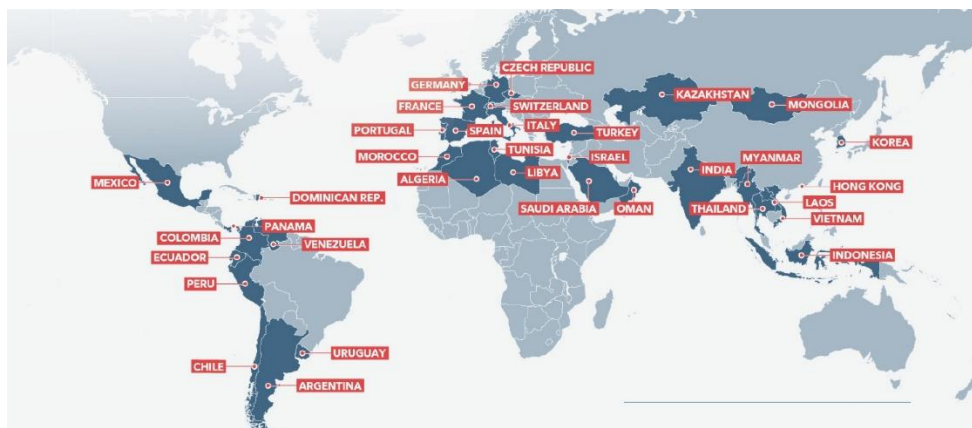 CZECH REPUBLIC
GERMANY
KAZAKHSTAN
FRANCE
SWITZERLAND
MONGOLIA
ITALY
PORTUGAL
SPAIN
TURKEY
KOREA
TUNISIA
MOROCCO
ISRAEL
MYANMAR
INDIA
LIBYA
ALGERIA
MEXICO
HONG KONG
DOMINICAN REP.
LAOS
SAUDI ARABIA
OMAN
THAILAND
VIETNAM
PANAMA
COLOMBIA
VENEZUELA
ECUADOR
INDONESIA
PERU
URUGUAY
CHILE
ARGENTINA